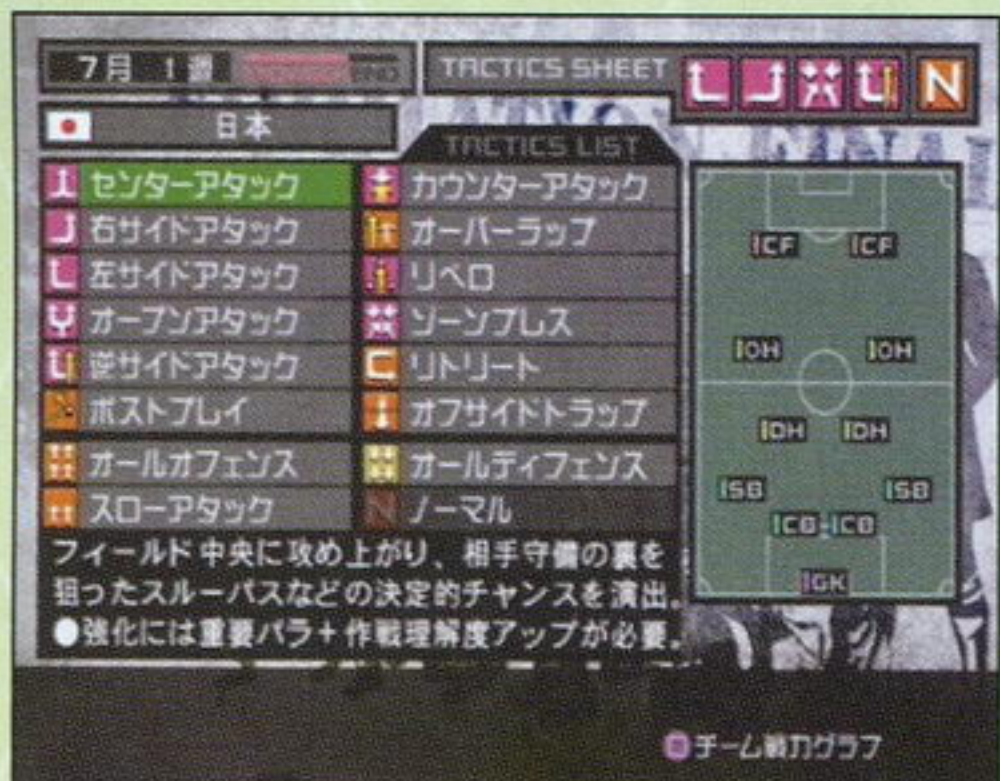 7月 1週
TACTICS SHEET
N
日本
TACTICS LIST
センターアタック
カウンターアタック
右サイドアタック
オーバーラップ
左サイドアタック
リベロ
オープンアタック
ゾーンプレス
逆サイドアタック
リトリート
ポストプレイ
オフサイドトラップ
オールオフェンス
オールディフェンス
スローアタック
N ノーマル
CF CF
OH OH
DH DH
SB SB
CB CB
GK
フィールド中央に攻め上がり、相手守備の裏を
狙ったスルーパスなどの決定的チャンスを演出。
●強化には重要パラ+作戦理解度アップが必要。
チーム戦力グラフ